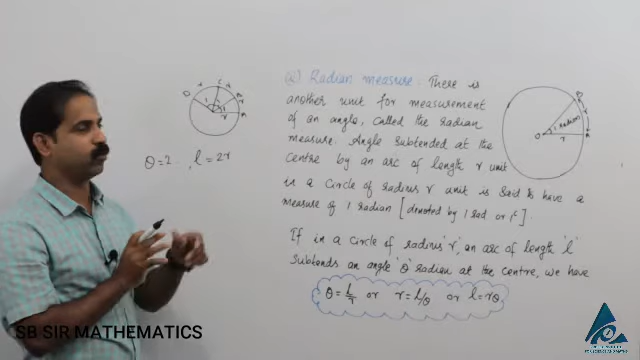 (a) Radian measure. There is
another unit for measurement
of an angle, called the radian
measure. Angle subtended at the
centre by an arc of length r unit
in a circle of radius r unit is said to have a
measure of 1 radian [denoted by 1 rad or 1ᶜ].
If in a circle of radius 'r', an arc of length 'l'
subtends an angle 'θ' radian at the centre, we have
θ = l/r or r = l/θ or l = rθ
θ=2 , l = 2r
1 Radian
r
SB SIR MATHEMATICS